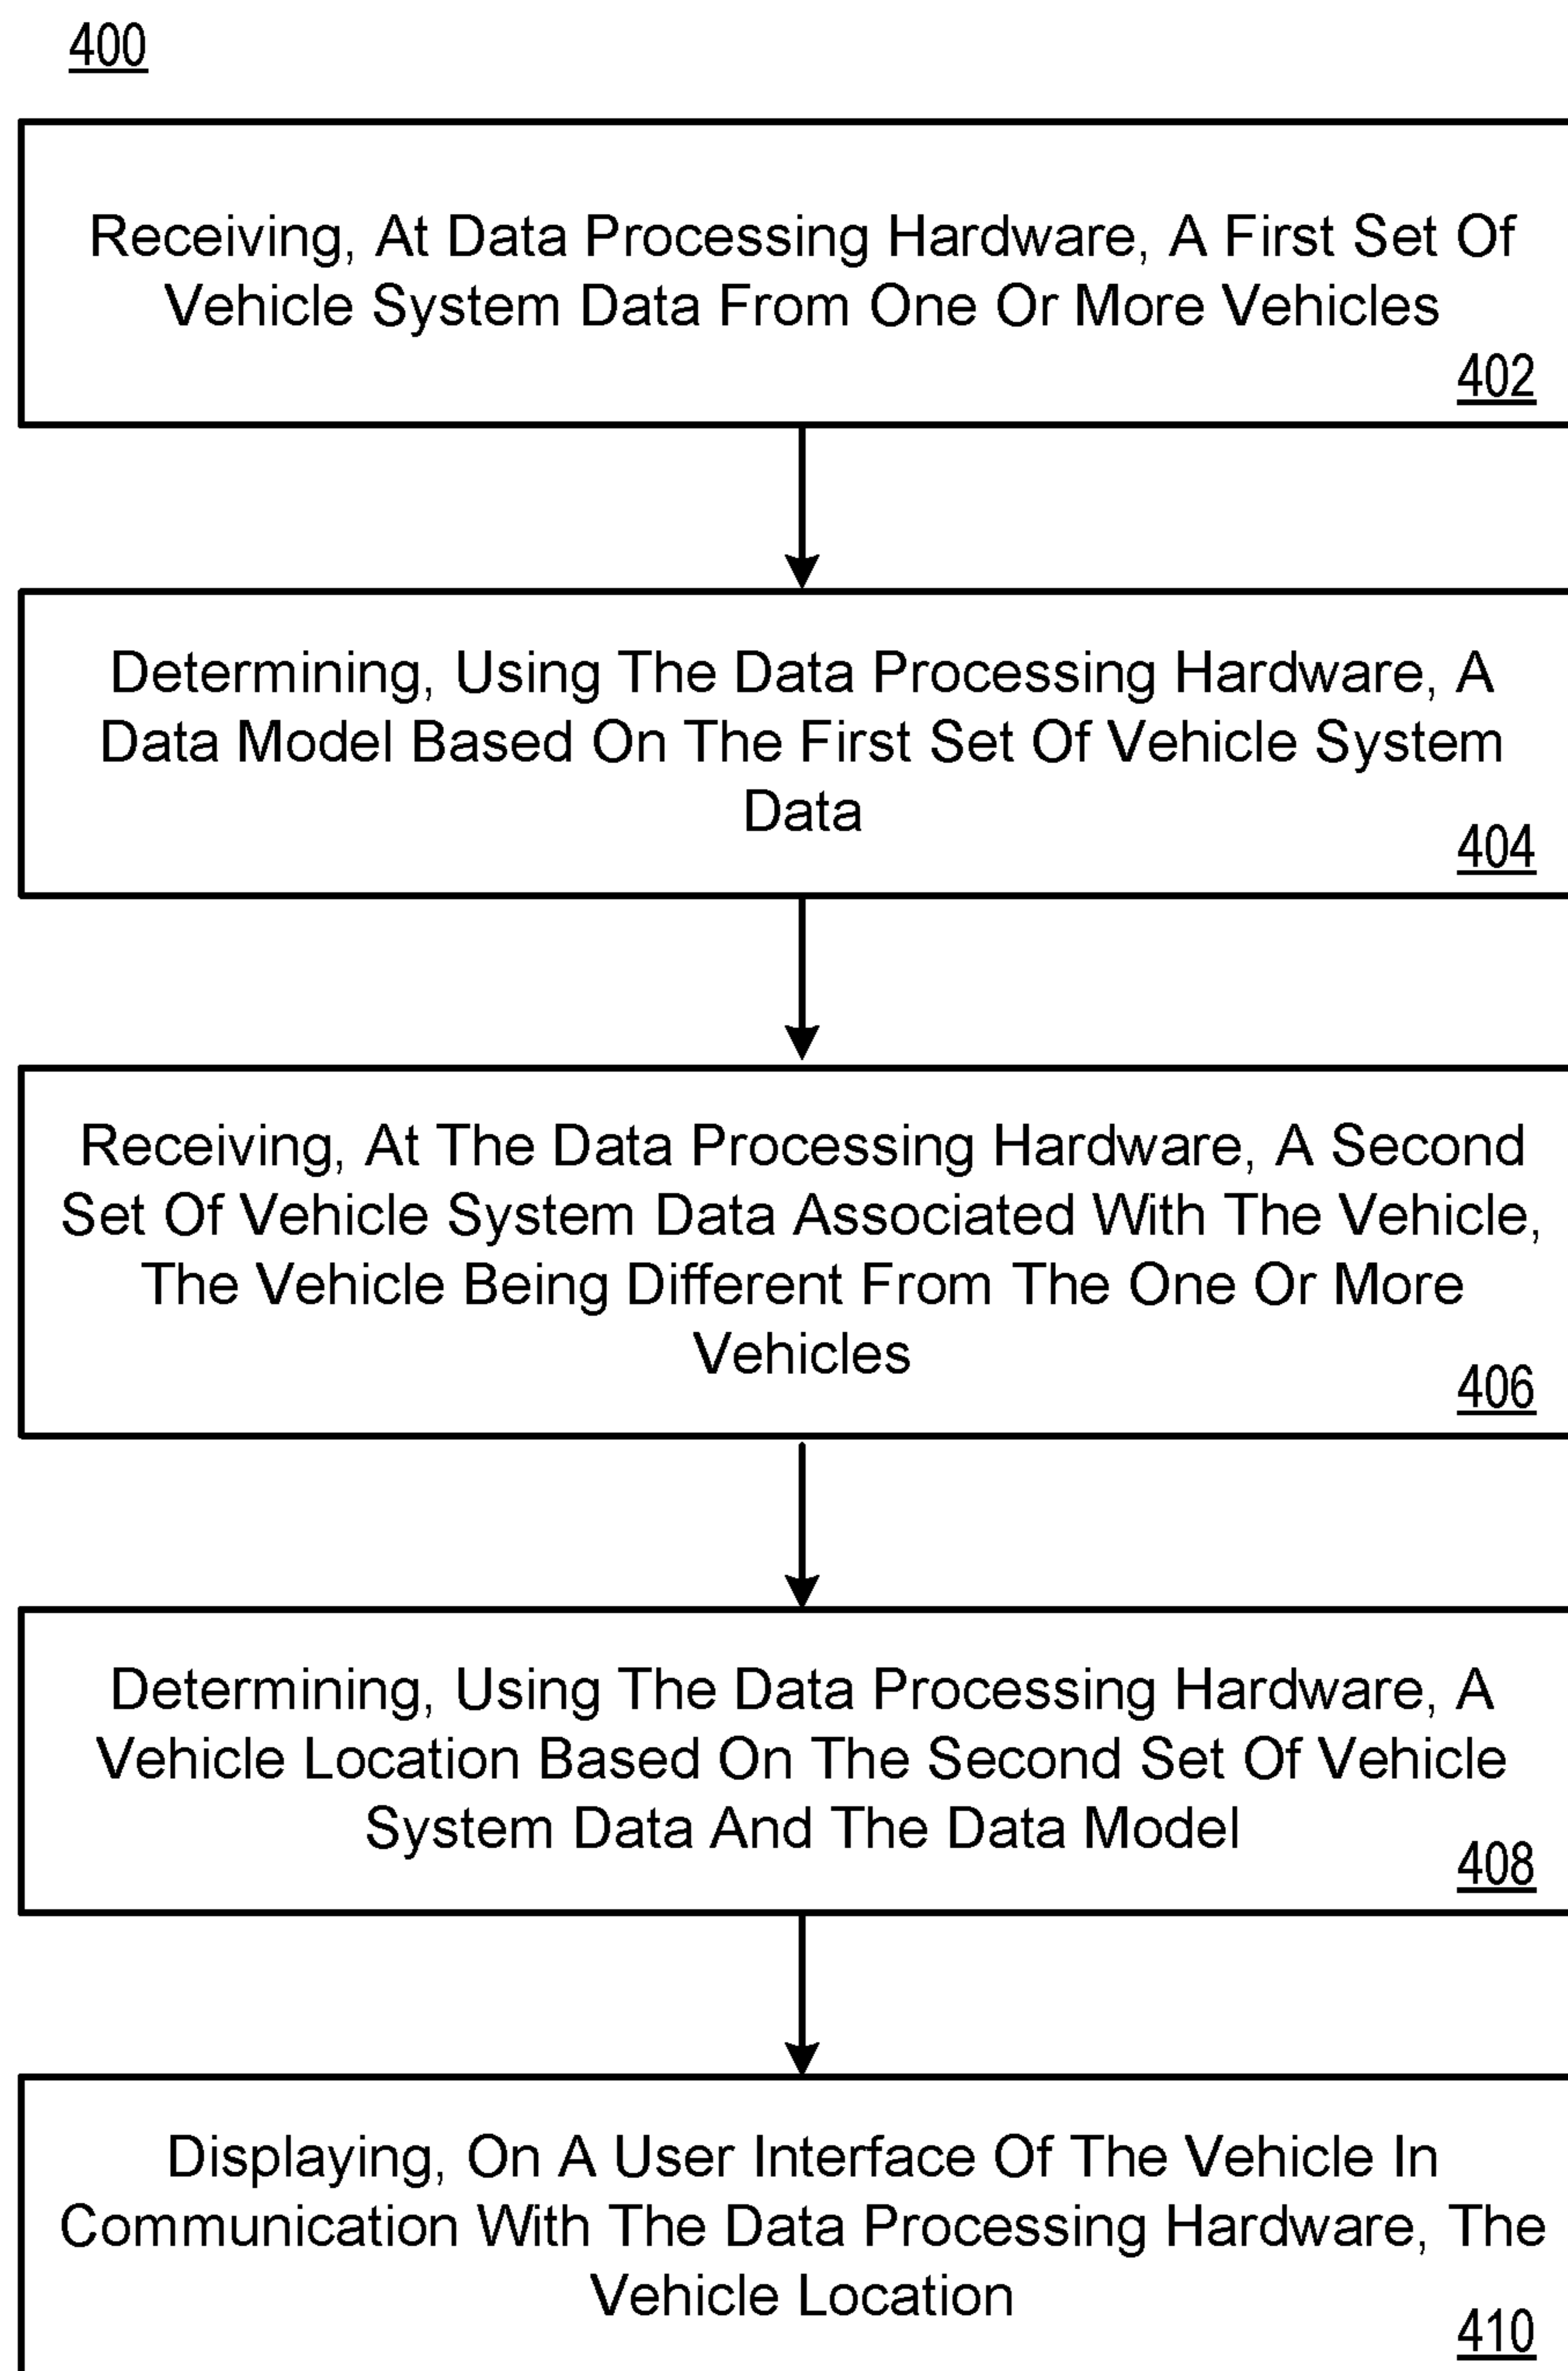 400
Receiving, At Data Processing Hardware, A First Set Of
Vehicle System Data From One Or More Vehicles
402
Determining, Using The Data Processing Hardware, A
Data Model Based On The First Set Of Vehicle System
Data
404
Receiving, At The Data Processing Hardware, A Second
Set Of Vehicle System Data Associated With The Vehicle,
The Vehicle Being Different From The One Or More
Vehicles
406
Determining, Using The Data Processing Hardware, A
Vehicle Location Based On The Second Set Of Vehicle
System Data And The Data Model
408
Displaying, On A User Interface Of The Vehicle In
Communication With The Data Processing Hardware, The
Vehicle Location
410